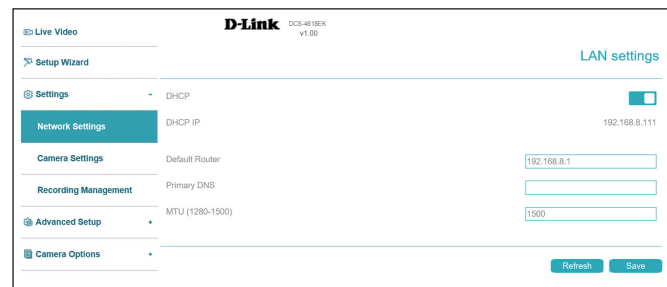 D-Link DCS-4618EK
v1.00
Live Video
Setup Wizard
Settings -
Network Settings
Camera Settings
Recording Management
Advanced Setup +
Camera Options +
LAN settings
DHCP
DHCP IP 192.168.8.111
Default Router 192.168.8.1
Primary DNS
MTU (1280-1500) 1500
Refresh Save